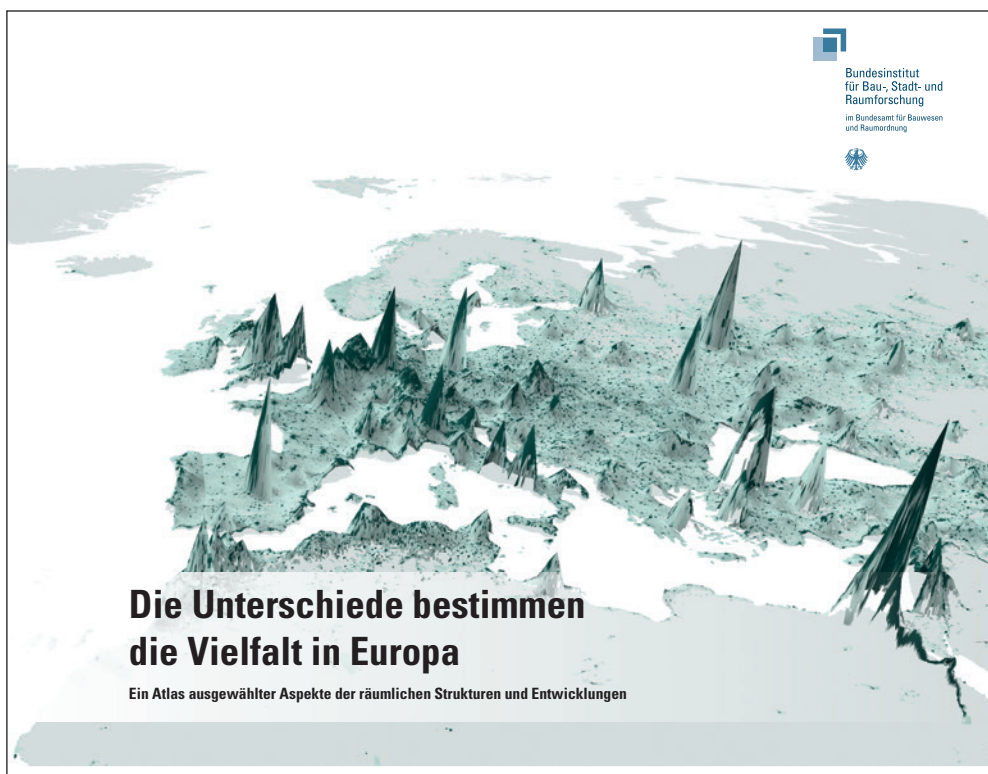 Bundesinstitut
für Bau-, Stadt- und
Raumforschung
im Bundesamt für Bauwesen
und Raumordnung
Die Unterschiede bestimmen
die Vielfalt in Europa
Ein Atlas ausgewählter Aspekte der räumlichen Strukturen und Entwicklungen